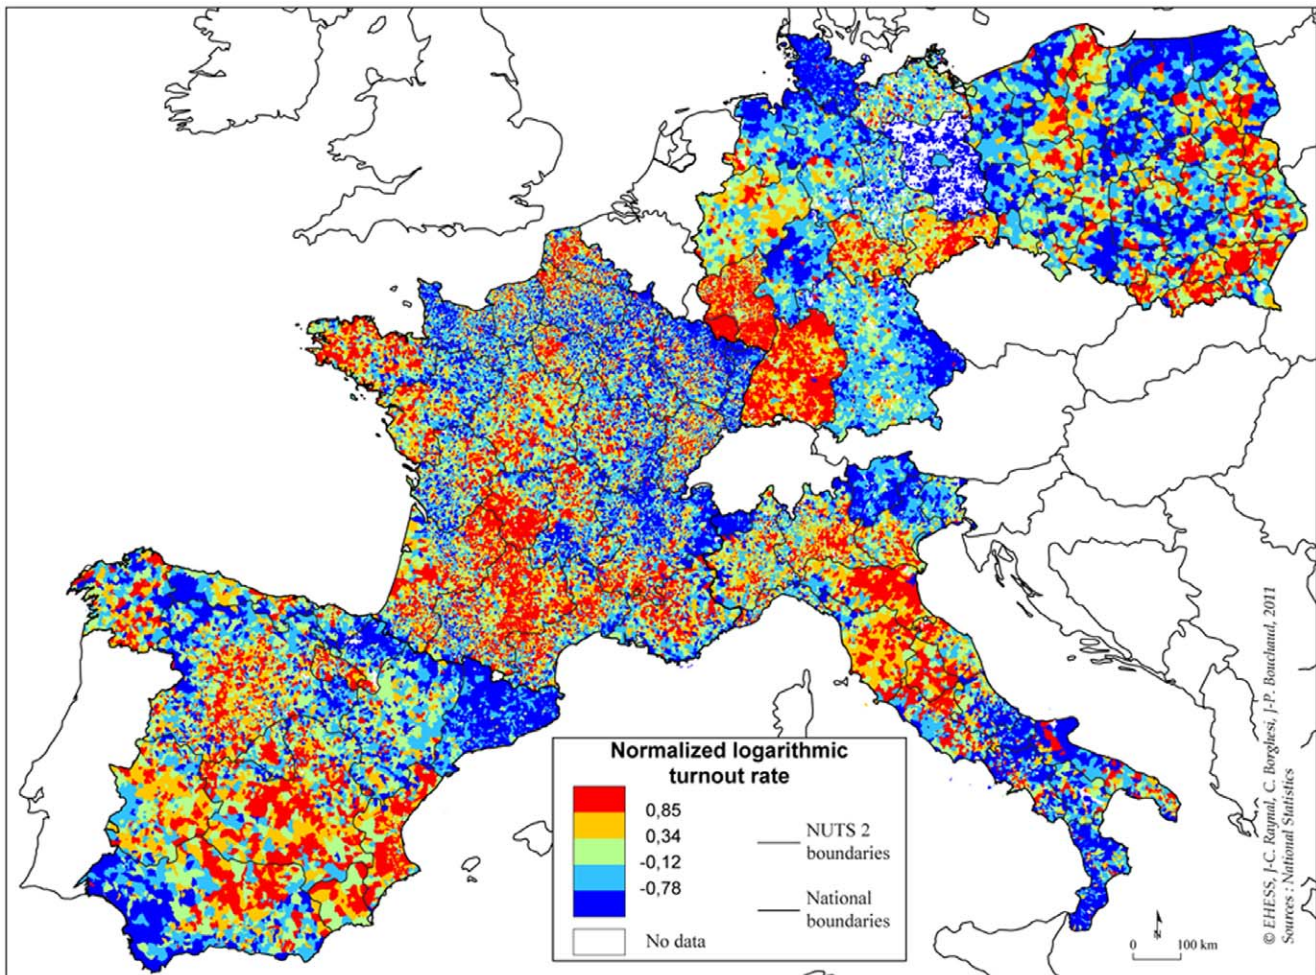 Normalized logarithmic
turnout rate
0,85
0,34
-0,12
-0,78
No data
NUTS 2
boundaries
National
boundaries
N
0 100 km
© EHESS, J-C. Raynal, C. Borghesi, J-P. Bouchaud, 2011
Sources : National Statistics